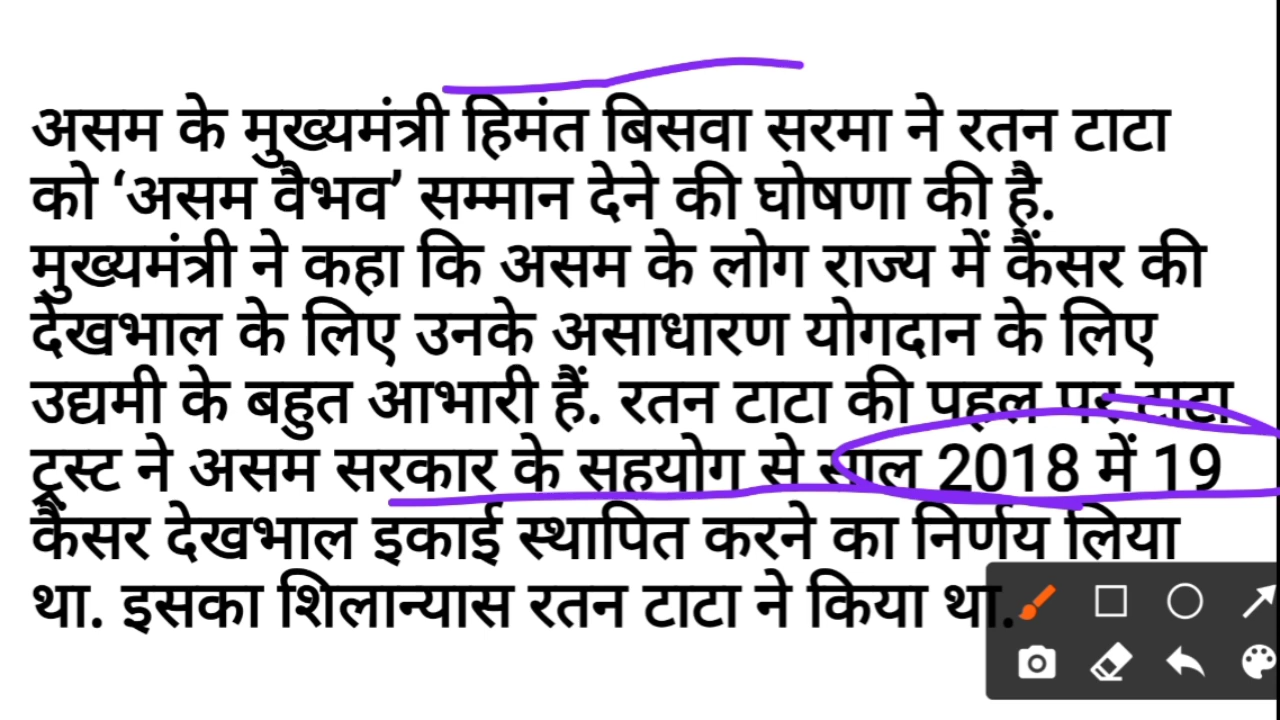 असम के मुख्यमंत्री हिमंत बिसवा सरमा ने रतन टाटा
को ‘असम वैभव’ सम्मान देने की घोषणा की है.
मुख्यमंत्री ने कहा कि असम के लोग राज्य में कैंसर की
देखभाल के लिए उनके असाधारण योगदान के लिए
उद्यमी के बहुत आभारी हैं. रतन टाटा की पहल पर टाटा
ट्रस्ट ने असम सरकार के सहयोग से साल 2018 में 19
कैंसर देखभाल इकाई स्थापित करने का निर्णय लिया
था. इसका शिलान्यास रतन टाटा ने किया था.